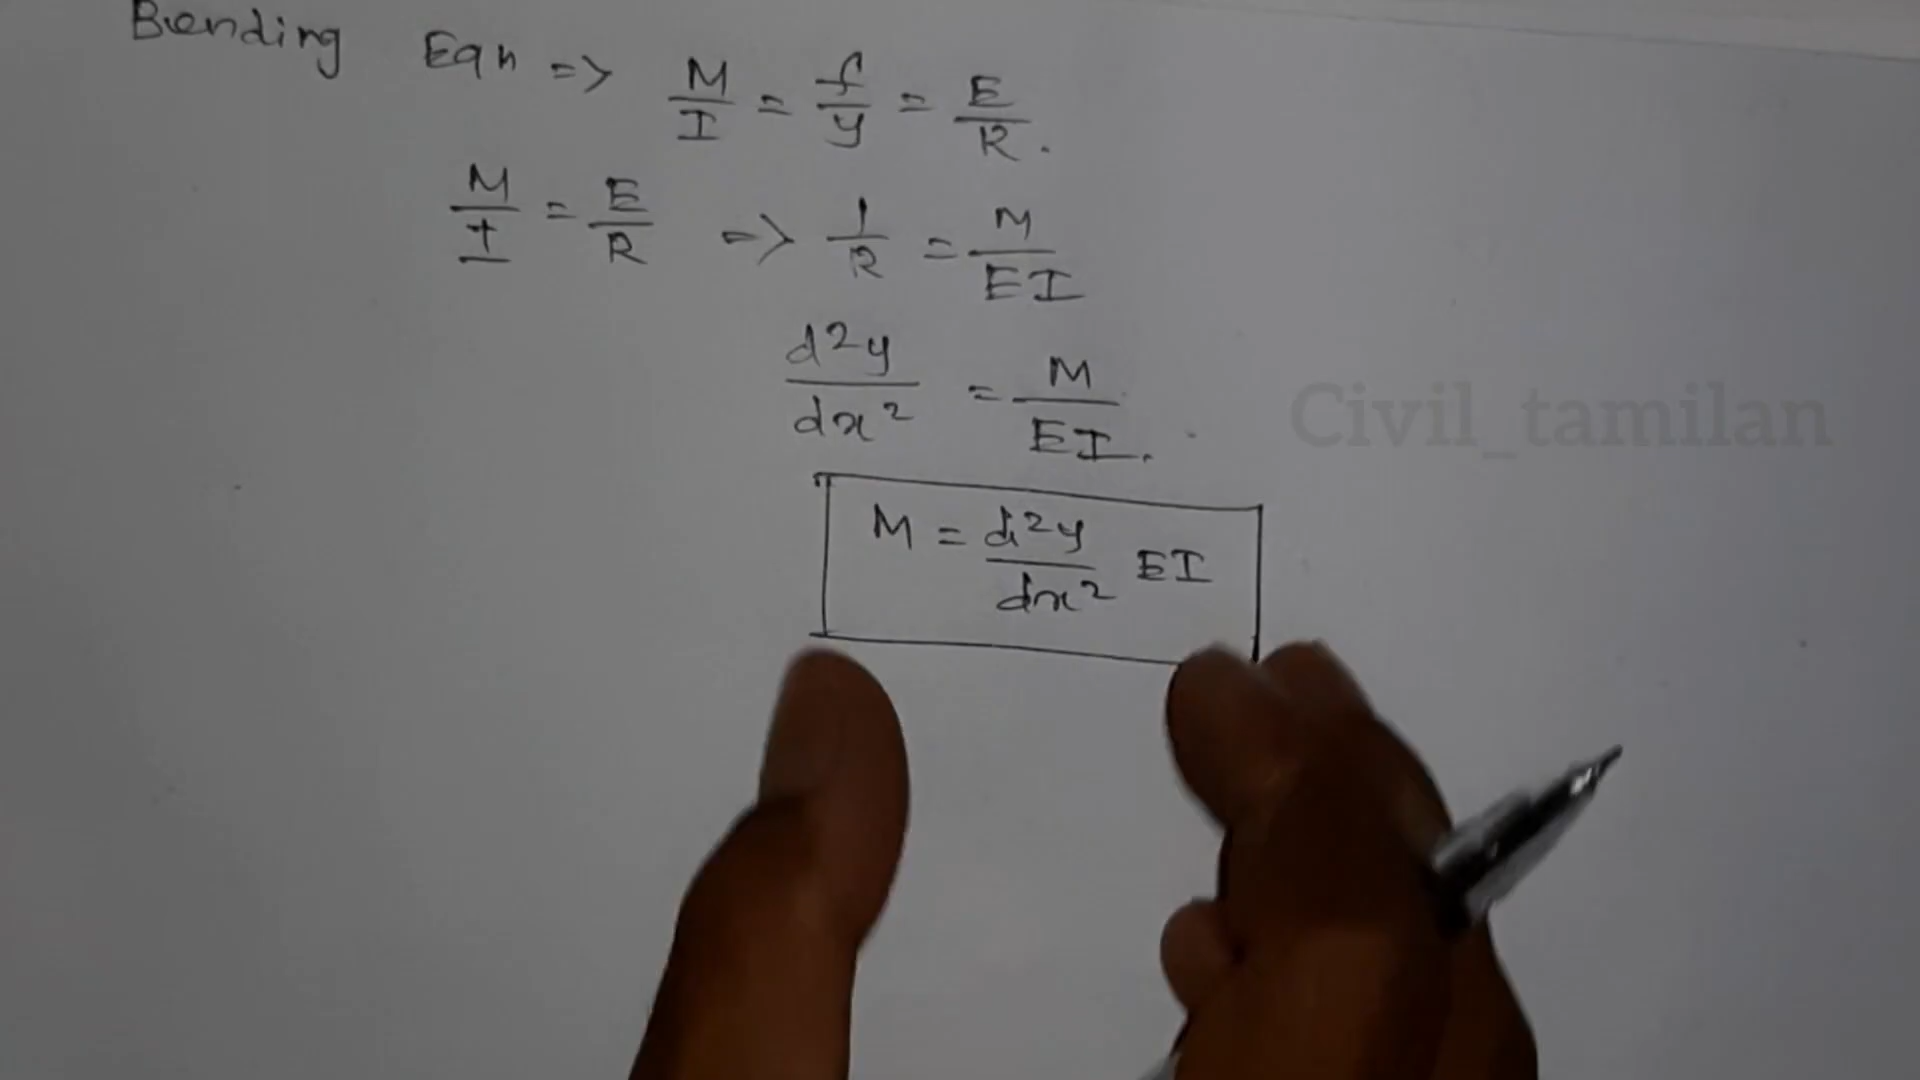 Bending Eqn => M/I = f/y = E/R.
M/I = E/R => 1/R = M/EI
d²y/dx² = M/EI.
M = d²y/dx² EI
Civil_tamilan